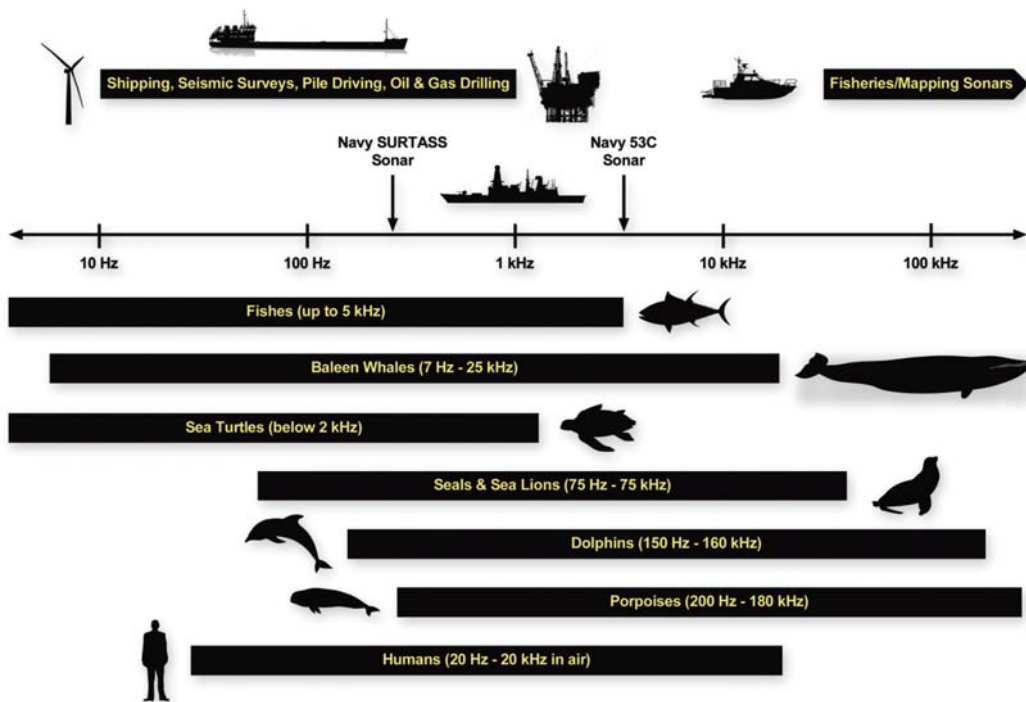 Shipping, Seismic Surveys, Pile Driving, Oil & Gas Drilling
Fisheries/Mapping Sonars
Navy SURTASS
Sonar
Navy 53C
Sonar
10 Hz
100 Hz
1 kHz
10 kHz
100 kHz
Fishes (up to 5 kHz)
Baleen Whales (7 Hz - 25 kHz)
Sea Turtles (below 2 kHz)
Seals & Sea Lions (75 Hz - 75 kHz)
Dolphins (150 Hz - 160 kHz)
Porpoises (200 Hz - 180 kHz)
Humans (20 Hz - 20 kHz in air)